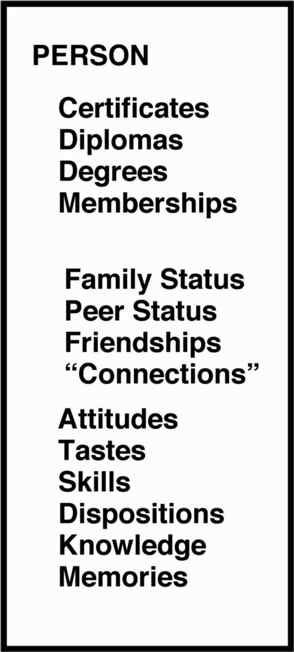 PERSON
Certificates
Diplomas
Degrees
Memberships
Family Status
Peer Status
Friendships
“Connections”
Attitudes
Tastes
Skills
Dispositions
Knowledge
Memories